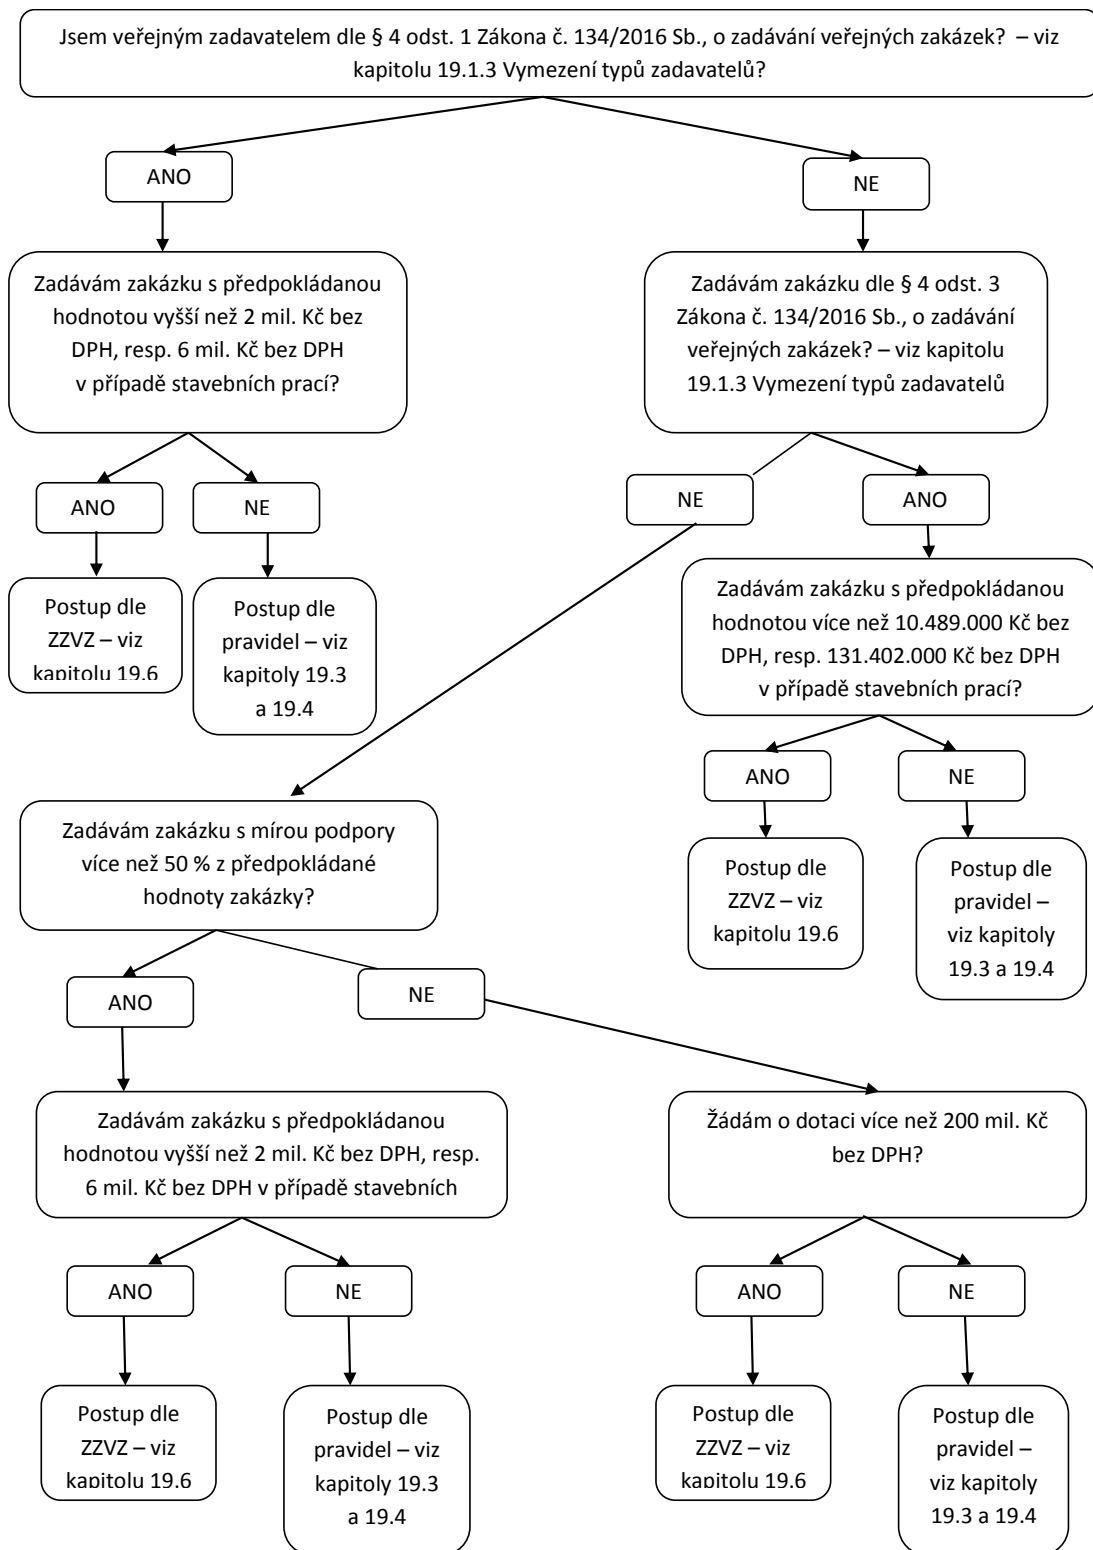 Jsem veřejným zadavatelem dle § 4 odst. 1 Zákona č. 134/2016 Sb., o zadávání veřejných zakázek?  – viz
kapitolu 19.1.3 Vymezení typů zadavatelů?
ANO
NE
Zadávám zakázku s předpokládanou
hodnotou vyšší než 2 mil. Kč bez
DPH, resp. 6 mil. Kč bez DPH
v případě stavebních prací?
Zadávám zakázku dle § 4 odst. 3
Zákona č. 134/2016 Sb., o zadávání
veřejných zakázek? – viz kapitolu
19.1.3 Vymezení typů zadavatelů
ANO
NE
NE
ANO
Postup dle
ZZVZ – viz
kapitolu 19.6
Postup dle
pravidel – viz
kapitoly 19.3
a 19.4
Zadávám zakázku s předpokládanou
hodnotou více než 10.489.000 Kč bez
DPH, resp. 131.402.000 Kč bez DPH
v případě stavebních prací?
ANO
NE
Zadávám zakázku s mírou podpory
více než 50 % z předpokládané
hodnoty zakázky?
Postup dle
ZZVZ – viz
kapitolu 19.6
Postup dle
pravidel –
viz kapitoly
19.3 a 19.4
ANO
NE
Zadávám zakázku s předpokládanou
hodnotou vyšší než 2 mil. Kč bez DPH, resp.
6 mil. Kč bez DPH v případě stavebních
Žádám o dotaci více než 200 mil. Kč
bez DPH?
ANO
NE
ANO
NE
Postup dle
ZZVZ – viz
kapitolu 19.6
Postup dle
pravidel – viz
kapitoly 19.3
a 19.4
Postup dle
ZZVZ – viz
kapitolu 19.6
Postup dle
pravidel –
viz kapitoly
19.3 a 19.4